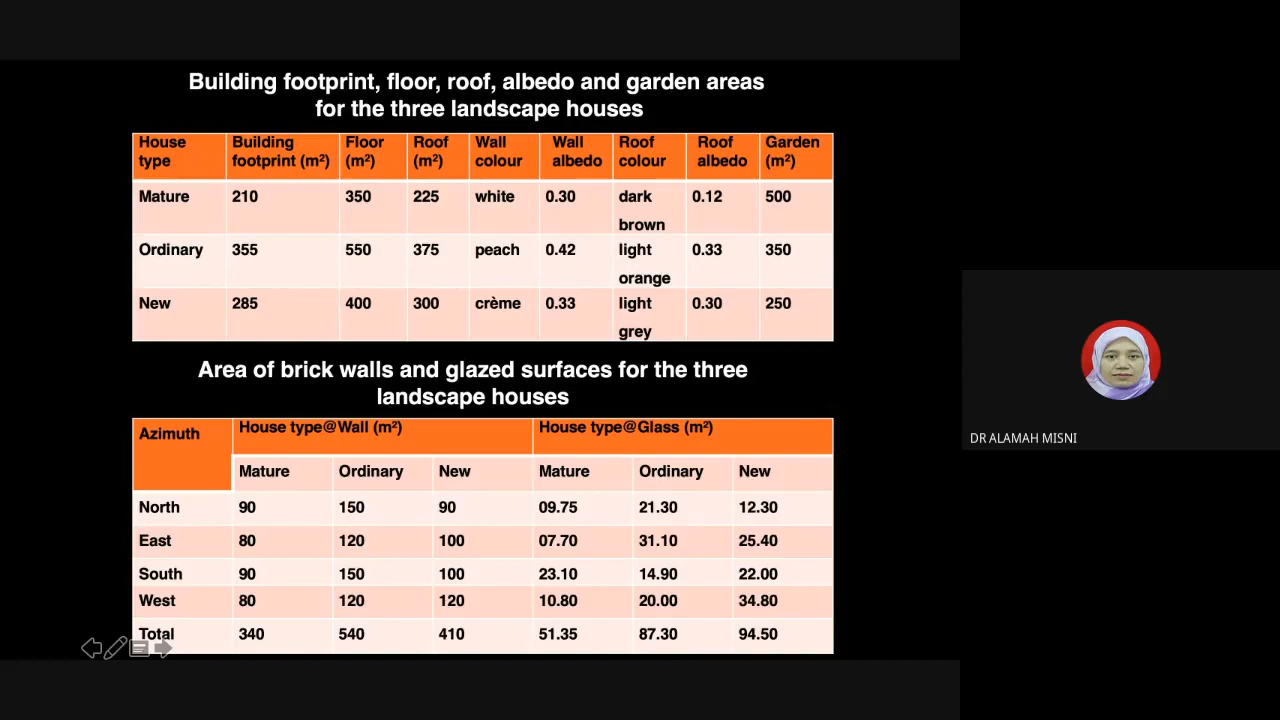 Building footprint, floor, roof, albedo and garden areas
for the three landscape houses
House type Building footprint (m²) Floor (m²) Roof (m²) Wall colour Wall albedo Roof colour Roof albedo Garden (m²)
Mature 210 350 225 white 0.30 dark brown 0.12 500
Ordinary 355 550 375 peach 0.42 light orange 0.33 350
New 285 400 300 crème 0.33 light grey 0.30 250
Area of brick walls and glazed surfaces for the three
landscape houses
Azimuth House type@Wall (m²) House type@Glass (m²)
Mature Ordinary New Mature Ordinary New
North 90 150 90 09.75 21.30 12.30
East 80 120 100 07.70 31.10 25.40
South 90 150 100 23.10 14.90 22.00
West 80 120 120 10.80 20.00 34.80
Total 340 540 410 51.35 87.30 94.50
DR ALAMAH MISNI